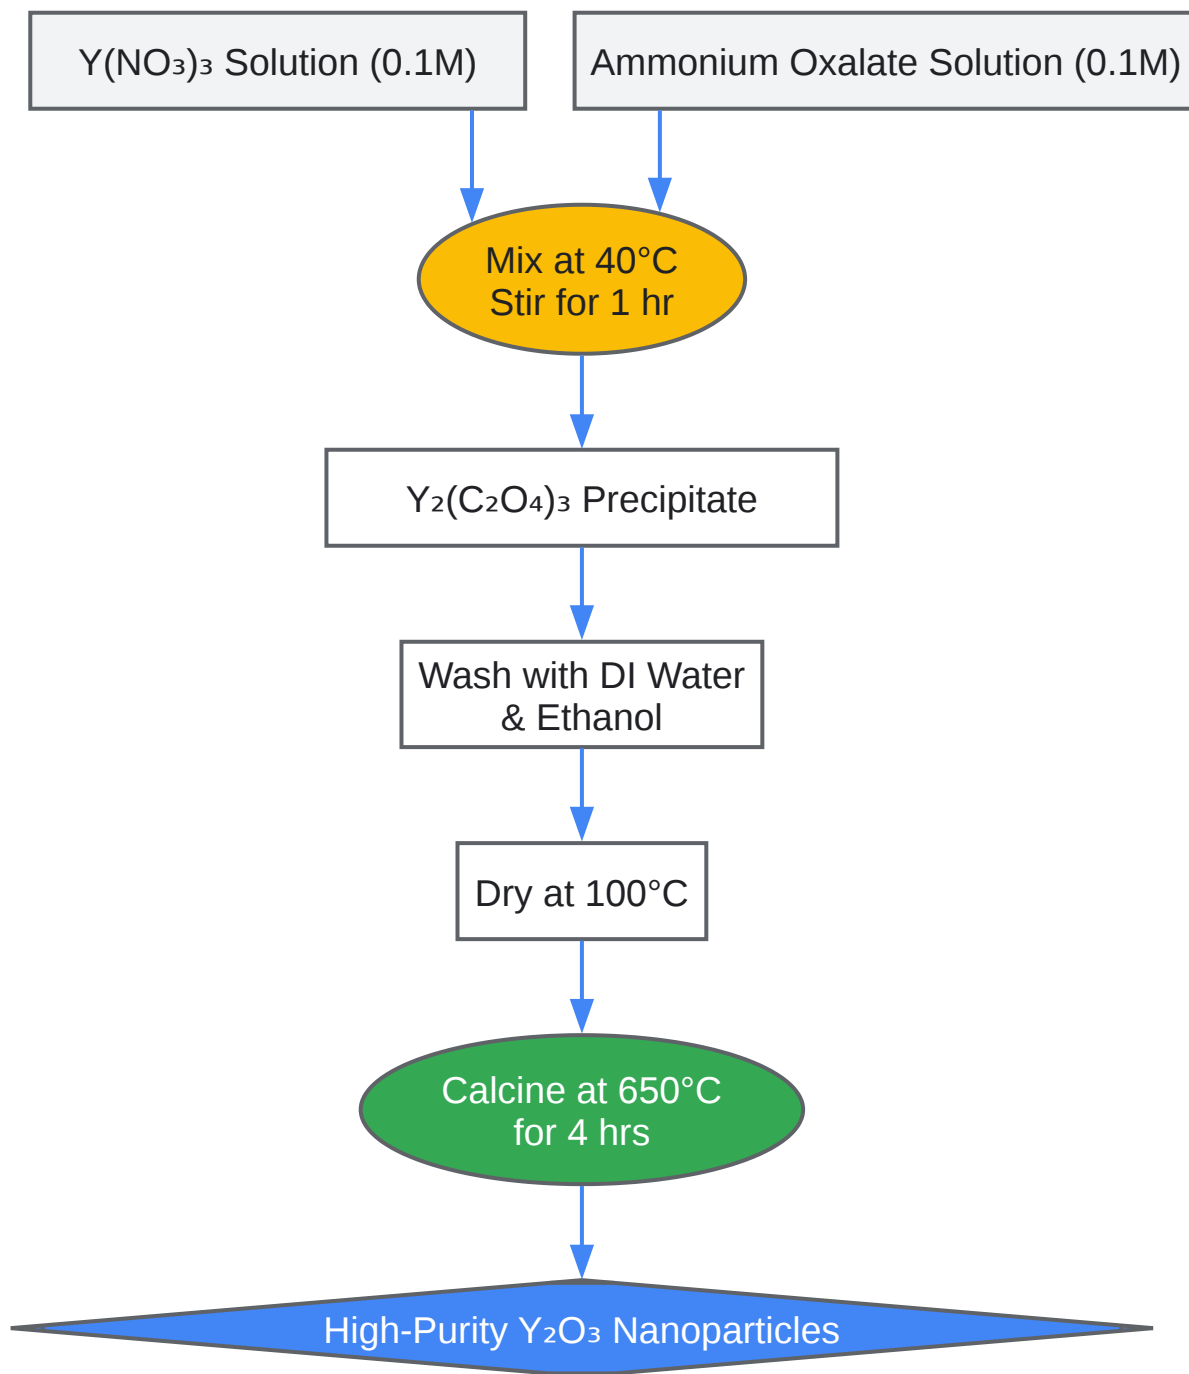 Y(NO₃)₃ Solution (0.1M)
Ammonium Oxalate Solution (0.1M)
Mix at 40°C
Stir for 1 hr
Y₂(C₂O₄)₃ Precipitate
Wash with DI Water
& Ethanol
Dry at 100°C
Calcine at 650°C
for 4 hrs
High-Purity Y₂O₃ Nanoparticles